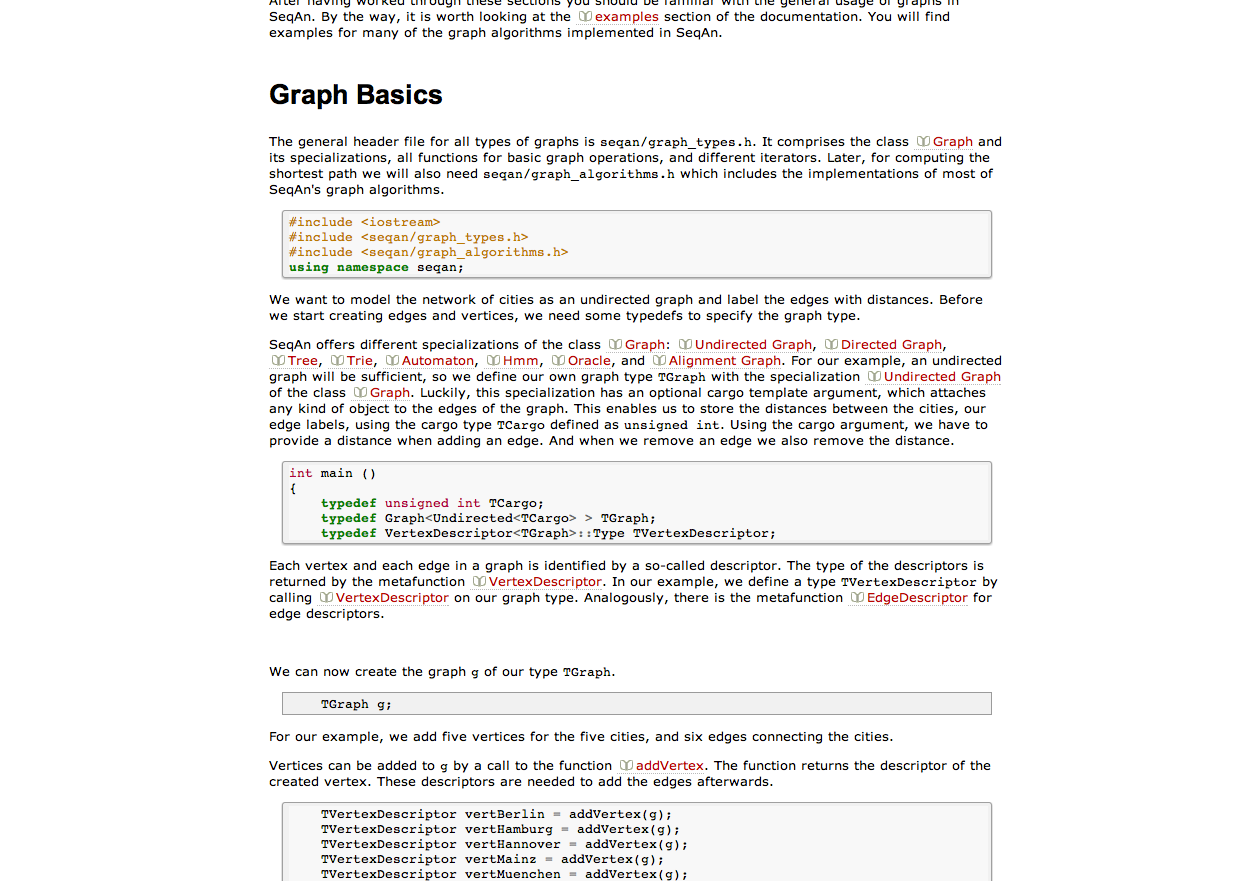 After having worked through these sections you should be familiar with the general usage of graphs in
SeqAn. By the way, it is worth looking at the examples section of the documentation. You will find
examples for many of the graph algorithms implemented in SeqAn.
Graph Basics
The general header file for all types of graphs is seqan/graph_types.h. It comprises the class Graph and
its specializations, all functions for basic graph operations, and different iterators. Later, for computing the
shortest path we will also need seqan/graph_algorithms.h which includes the implementations of most of
SeqAn's graph algorithms.
#include <iostream>
#include <seqan/graph_types.h>
#include <seqan/graph_algorithms.h>
using namespace seqan;
We want to model the network of cities as an undirected graph and label the edges with distances. Before
we start creating edges and vertices, we need some typedefs to specify the graph type.
SeqAn offers different specializations of the class Graph: Undirected Graph, Directed Graph,
Tree, Trie, Automaton, Hmm, Oracle, and Alignment Graph. For our example, an undirected
graph will be sufficient, so we define our own graph type TGraph with the specialization Undirected Graph
of the class Graph. Luckily, this specialization has an optional cargo template argument, which attaches
any kind of object to the edges of the graph. This enables us to store the distances between the cities, our
edge labels, using the cargo type TCargo defined as unsigned int. Using the cargo argument, we have to
provide a distance when adding an edge. And when we remove an edge we also remove the distance.
int main ()
{
    typedef unsigned int TCargo;
    typedef Graph<Undirected<TCargo> > TGraph;
    typedef VertexDescriptor<TGraph>::Type TVertexDescriptor;
Each vertex and each edge in a graph is identified by a so-called descriptor. The type of the descriptors is
returned by the metafunction VertexDescriptor. In our example, we define a type TVertexDescriptor by
calling VertexDescriptor on our graph type. Analogously, there is the metafunction EdgeDescriptor for
edge descriptors.
We can now create the graph g of our type TGraph.
    TGraph g;
For our example, we add five vertices for the five cities, and six edges connecting the cities.
Vertices can be added to g by a call to the function addVertex. The function returns the descriptor of the
created vertex. These descriptors are needed to add the edges afterwards.
    TVertexDescriptor vertBerlin = addVertex(g);
    TVertexDescriptor vertHamburg = addVertex(g);
    TVertexDescriptor vertHannover = addVertex(g);
    TVertexDescriptor vertMainz = addVertex(g);
    TVertexDescriptor vertMuenchen = addVertex(g);